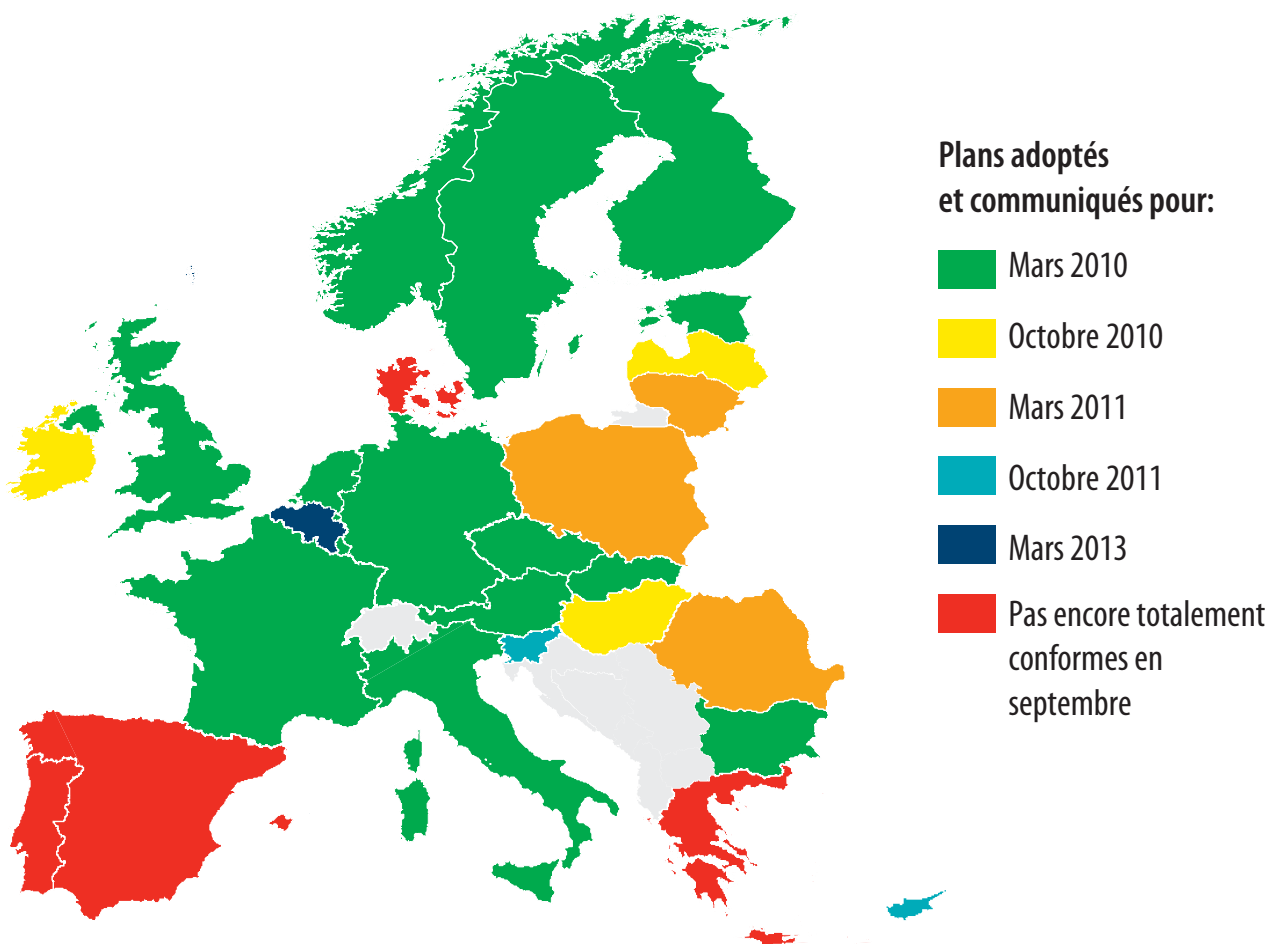 Plans adoptés
et communiqués pour:
Mars 2010
Octobre 2010
Mars 2011
Octobre 2011
Mars 2013
Pas encore totalement
conformes en
septembre